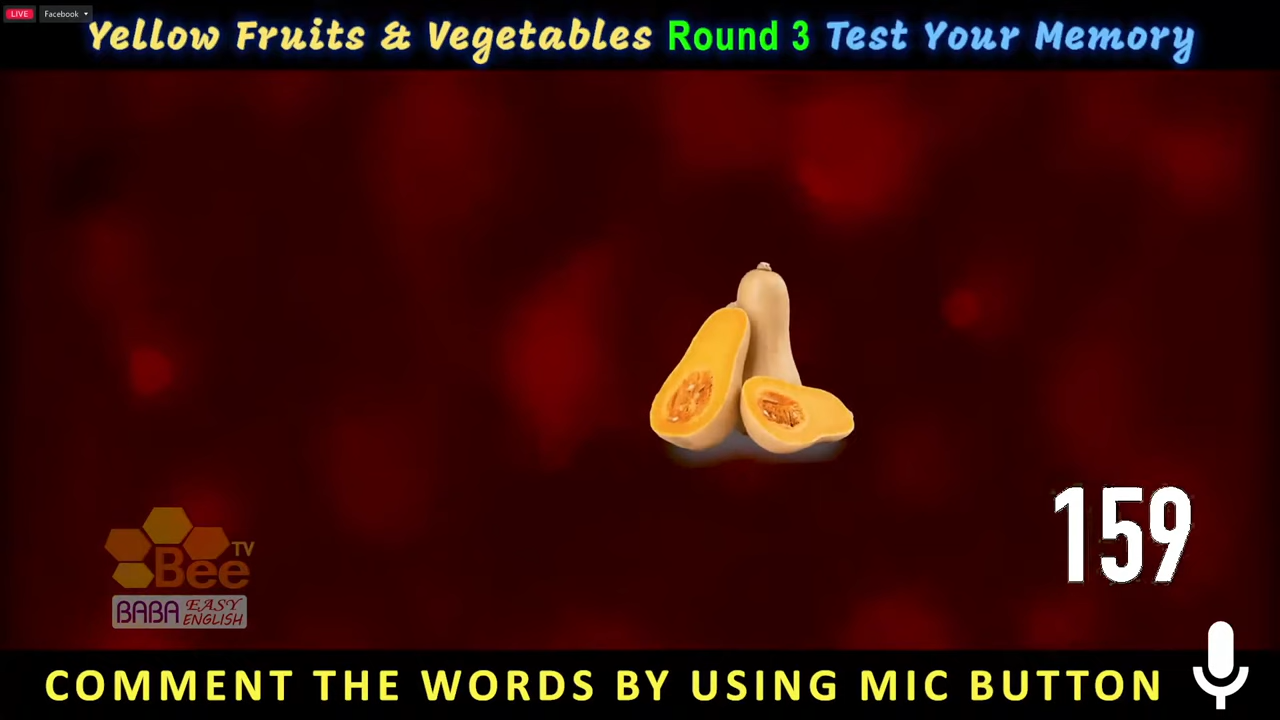 LIVE Facebook
Yellow Fruits & Vegetables Round 3 Test Your Memory
159
Bee TV
BABA EASY ENGLISH
COMMENT THE WORDS BY USING MIC BUTTON